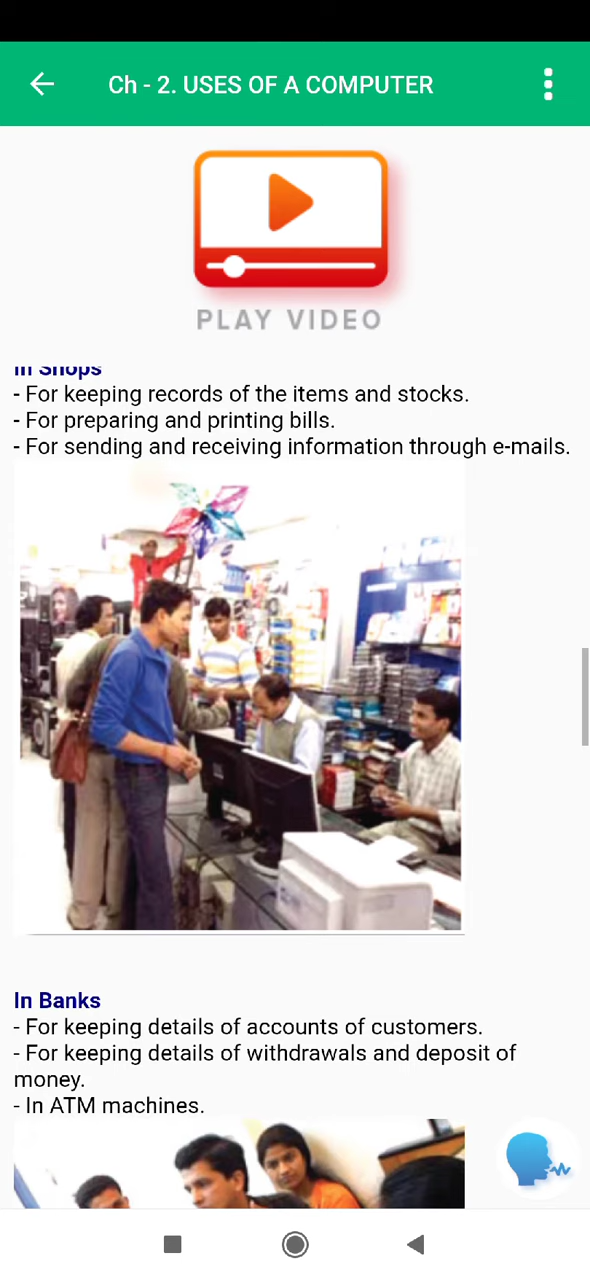 Ch - 2. USES OF A COMPUTER
PLAY VIDEO
In Shops
- For keeping records of the items and stocks.
- For preparing and printing bills.
- For sending and receiving information through e-mails.
In Banks
- For keeping details of accounts of customers.
- For keeping details of withdrawals and deposit of
money.
- In ATM machines.